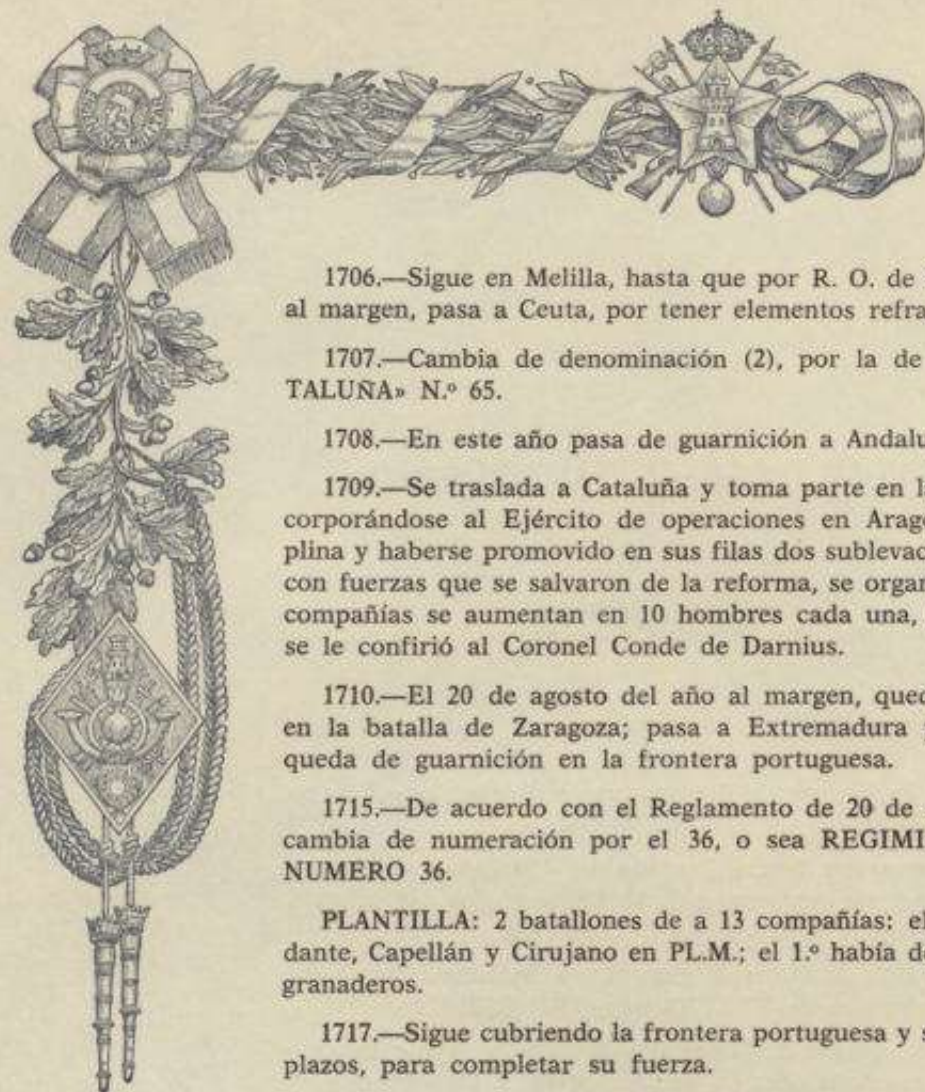 1706.—Sigue en Melilla, hasta que por R. O. de
al margen, pasa a Ceuta, por tener elementos refra
1707.—Cambia de denominación (2), por la de
TALUÑA» N.º 65.
1708.—En este año pasa de guarnición a Andalu
1709.—Se traslada a Cataluña y toma parte en l
corporándose al Ejército de operaciones en Arag
plina y haberse promovido en sus filas dos sublevac
con fuerzas que se salvaron de la reforma, se organ
compañías se aumentan en 10 hombres cada una,
se le confirió al Coronel Conde de Darnius.
1710.—El 20 de agosto del año al margen, qued
en la batalla de Zaragoza; pasa a Extremadura
queda de guarnición en la frontera portuguesa.
1715.—De acuerdo con el Reglamento de 20 de
cambia de numeración por el 36, o sea REGIMI
NUMERO 36.
PLANTILLA: 2 batallones de a 13 compañías: el
dante, Capellán y Cirujano en PL.M.; el 1.º había d
granaderos.
1717.—Sigue cubriendo la frontera portuguesa y s
plazos, para completar su fuerza.